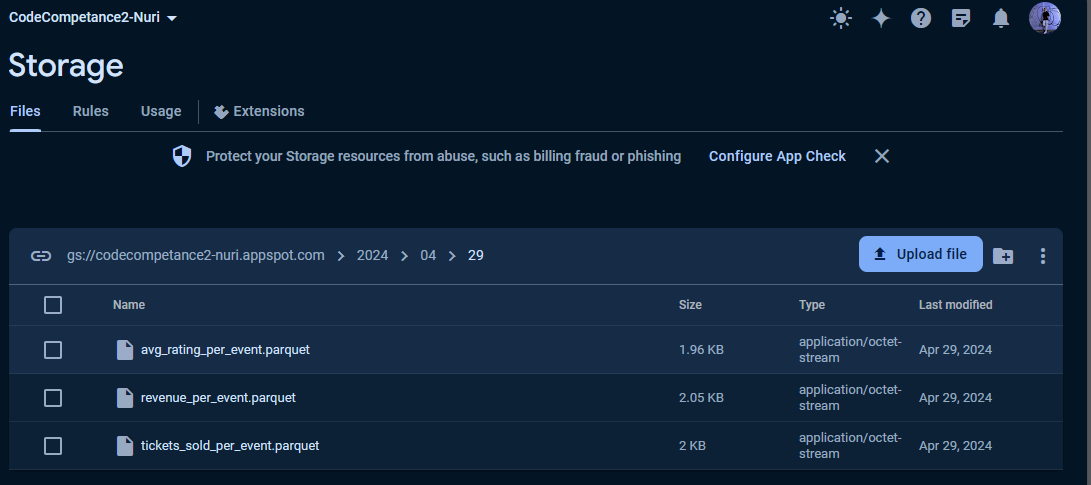 CodeCompetance2-Nuri
Storage
Files Rules Usage Extensions
Protect your Storage resources from abuse, such as billing fraud or phishing Configure App Check
gs://codecompetance2-nuri.appspot.com 2024 04 29 Upload file
Name Size Type Last modified
avg_rating_per_event.parquet 1.96 KB application/octet-
stream Apr 29, 2024
revenue_per_event.parquet 2.05 KB application/octet-
stream Apr 29, 2024
tickets_sold_per_event.parquet 2 KB application/octet-
stream Apr 29, 2024